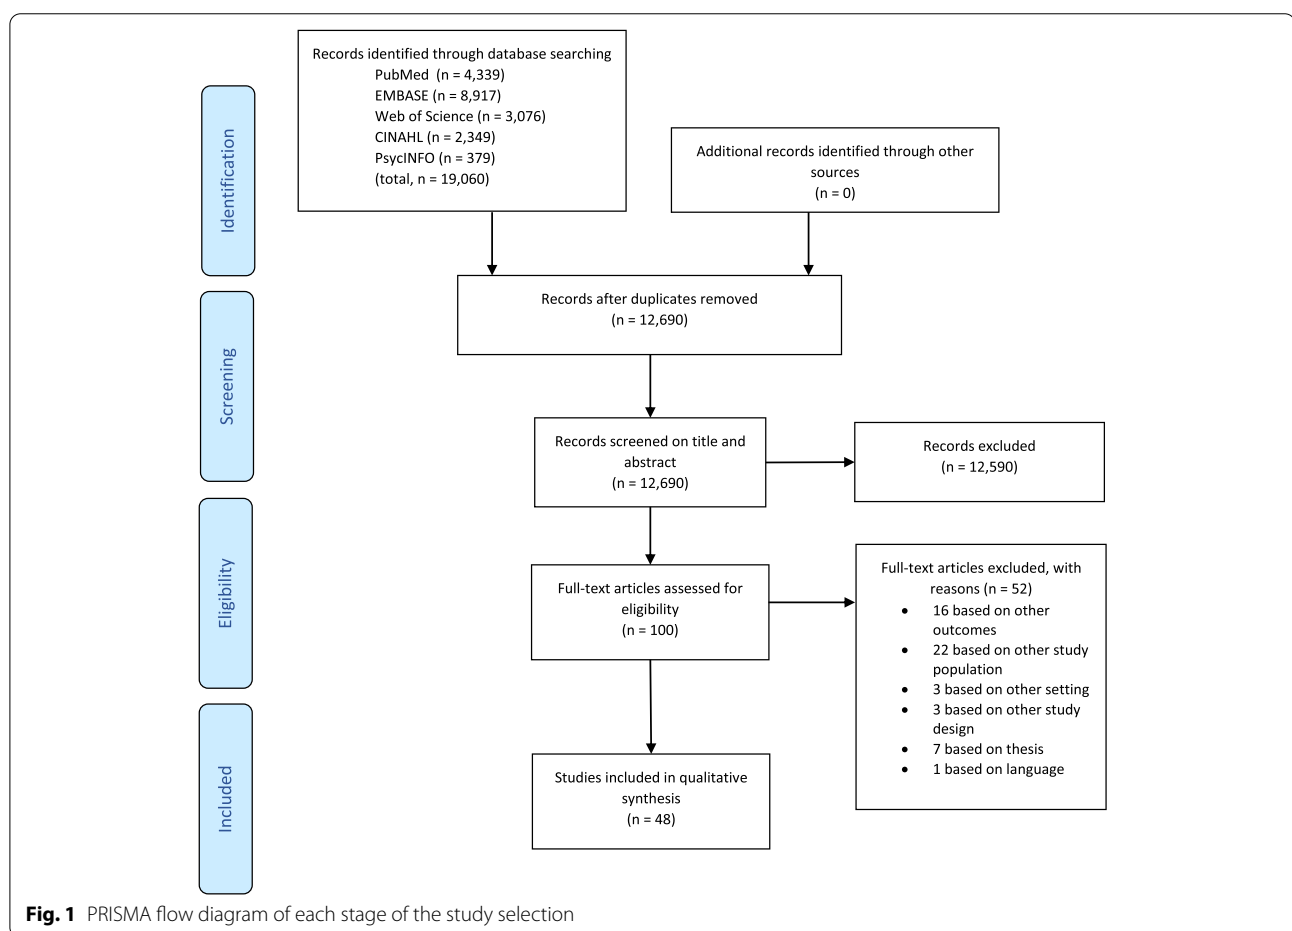 Identification
Records identified through database searching
PubMed (n = 4,339)
EMBASE (n = 8,917)
Web of Science (n = 3,076)
CINAHL (n = 2,349)
PsycINFO (n = 379)
(total, n = 19,060)
Additional records identified through other
sources
(n = 0)
Screening
Records after duplicates removed
(n = 12,690)
Records screened on title and
abstract
(n = 12,690)
Records excluded
(n = 12,590)
Eligibility
Full-text articles assessed for
eligibility
(n = 100)
Full-text articles excluded, with
reasons (n = 52)
• 16 based on other
outcomes
• 22 based on other study
population
• 3 based on other setting
• 3 based on other study
design
• 7 based on thesis
• 1 based on language
Included
Studies included in qualitative
synthesis
(n = 48)
Fig. 1 PRISMA flow diagram of each stage of the study selection